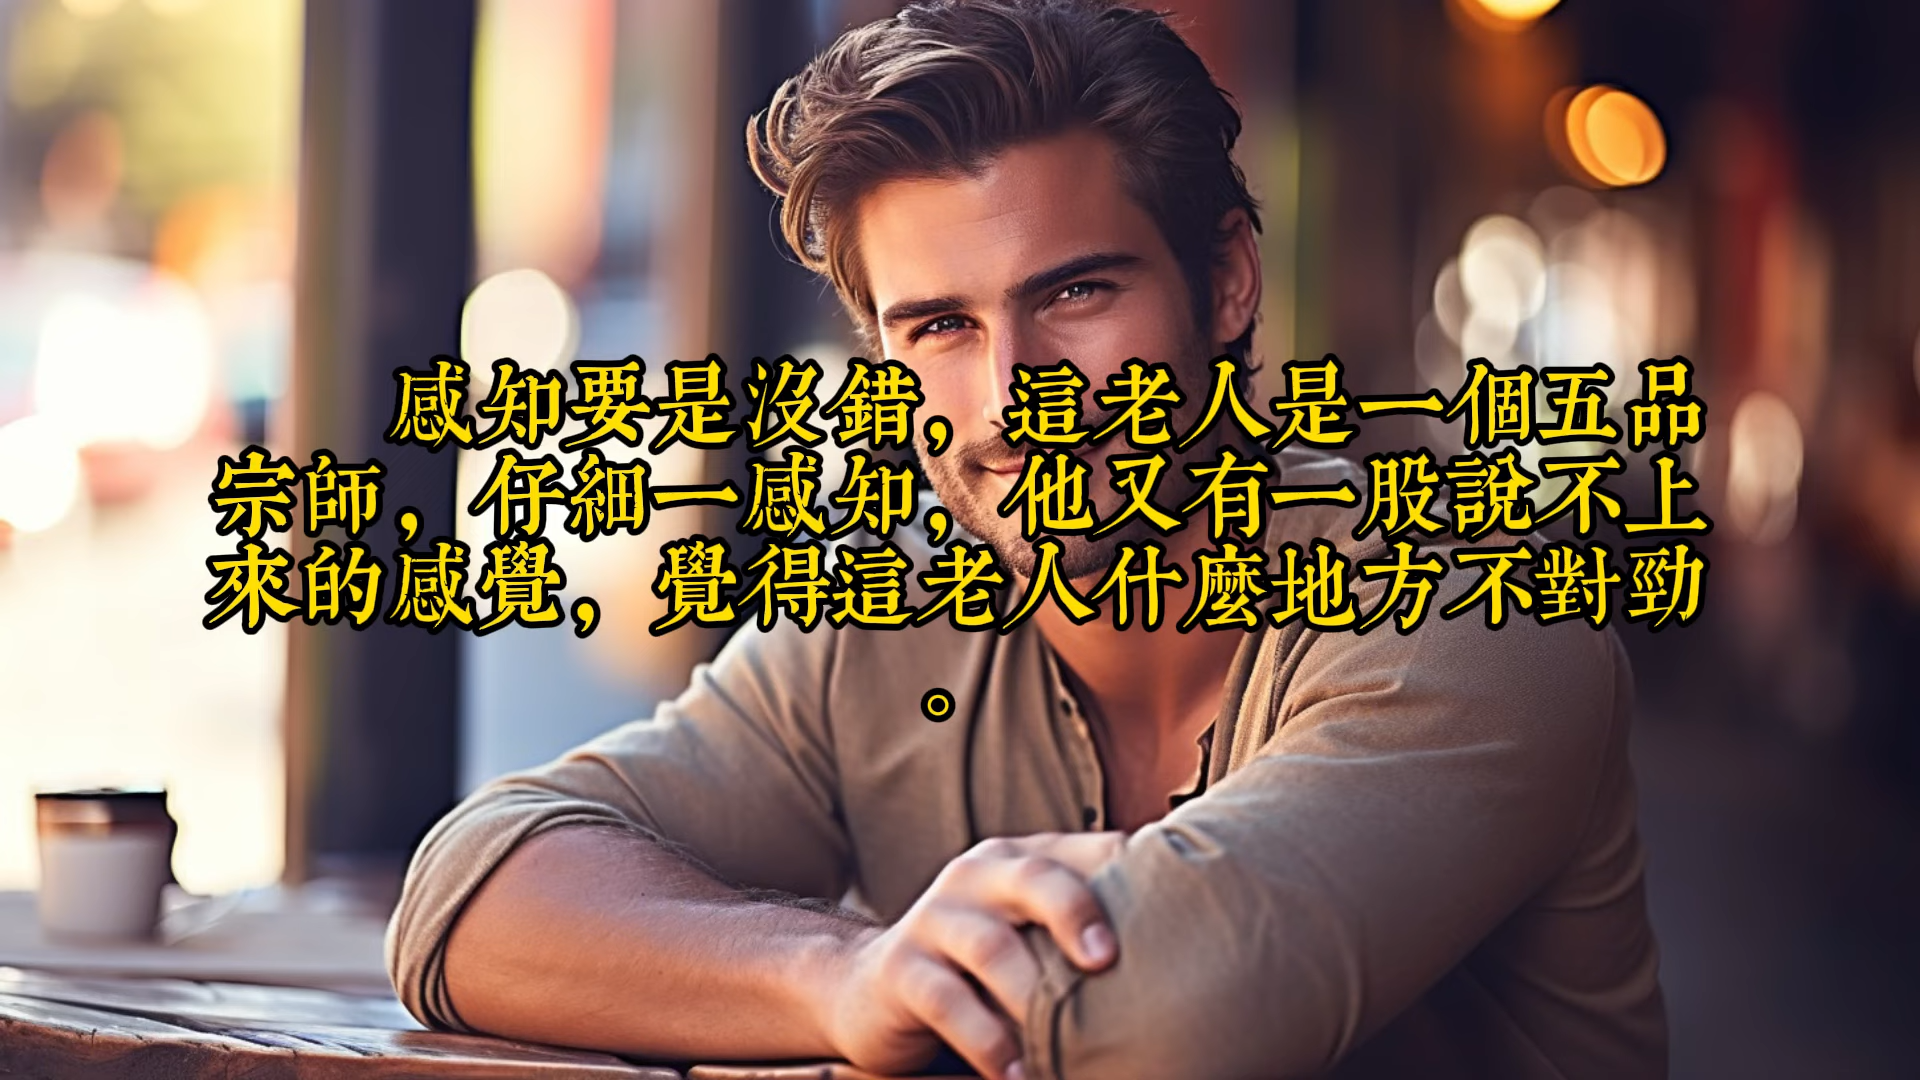 感知要是沒錯，這老人是一個五品
宗師，仔細一感知，他又有一股說不上
來的感覺，覺得這老人什麼地方不對勁
。